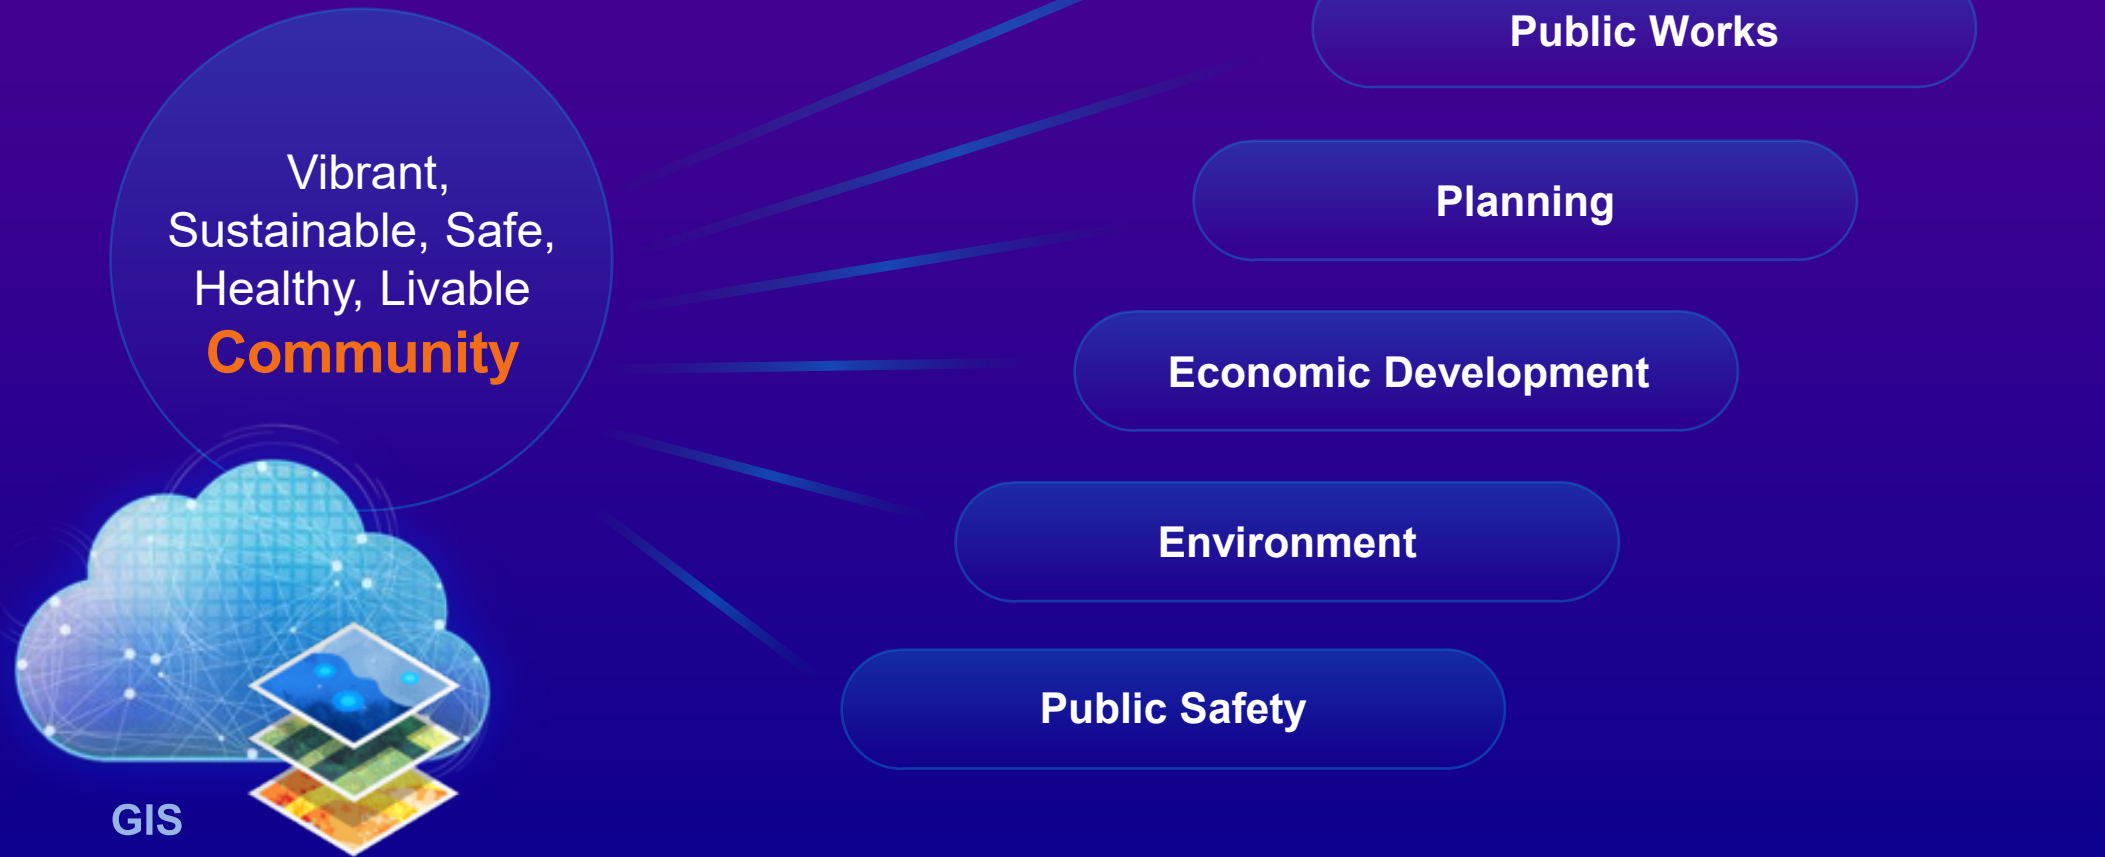 Vibrant,
Sustainable, Safe,
Healthy, Livable
Community
GIS
Public Works
Planning
Economic Development
Environment
Public Safety